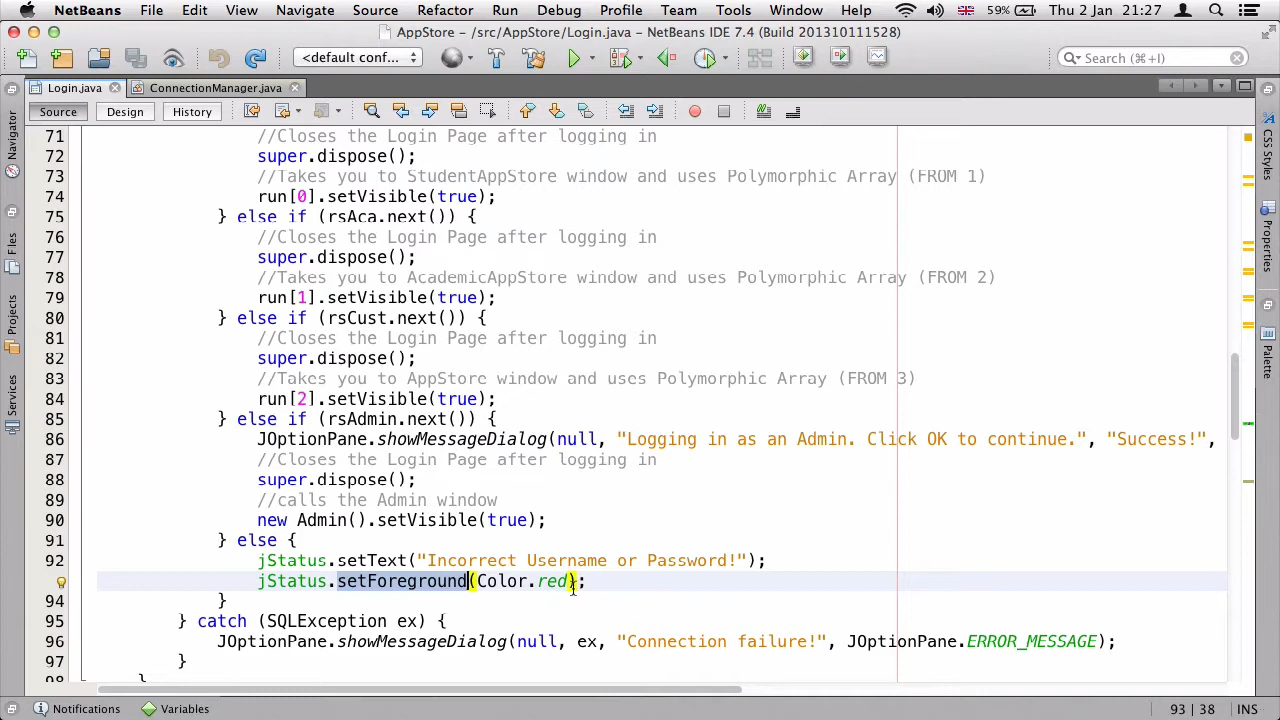 NetBeans File Edit View Navigate Source Refactor Run Debug Profile Team Tools Window Help 59% Thu 2 Jan 21:27
AppStore - /src/AppStore/Login.java - NetBeans IDE 7.4 (Build 201310111528)
<default conf... Search (⌘+I)
Login.java ConnectionManager.java
Source Design History
71 //Closes the Login Page after logging in
72 super.dispose();
73 //Takes you to StudentAppStore window and uses Polymorphic Array (FROM 1)
74 run[0].setVisible(true);
75 } else if (rsAca.next()) {
76 //Closes the Login Page after logging in
77 super.dispose();
78 //Takes you to AcademicAppStore window and uses Polymorphic Array (FROM 2)
79 run[1].setVisible(true);
80 } else if (rsCust.next()) {
81 //Closes the Login Page after logging in
82 super.dispose();
83 //Takes you to AppStore window and uses Polymorphic Array (FROM 3)
84 run[2].setVisible(true);
85 } else if (rsAdmin.next()) {
86 JOptionPane.showMessageDialog(null, "Logging in as an Admin. Click OK to continue.", "Success!",
87 //Closes the Login Page after logging in
88 super.dispose();
89 //calls the Admin window
90 new Admin().setVisible(true);
91 } else {
92 jStatus.setText("Incorrect Username or Password!");
jStatus.setForeground(Color.red);
94 }
95 } catch (SQLException ex) {
96 JOptionPane.showMessageDialog(null, ex, "Connection failure!", JOptionPane.ERROR_MESSAGE);
97 }
98 }
Navigator
Files
Projects
Services
CSS Styles
Properties
Palette
Notifications Variables 93 | 38 INS